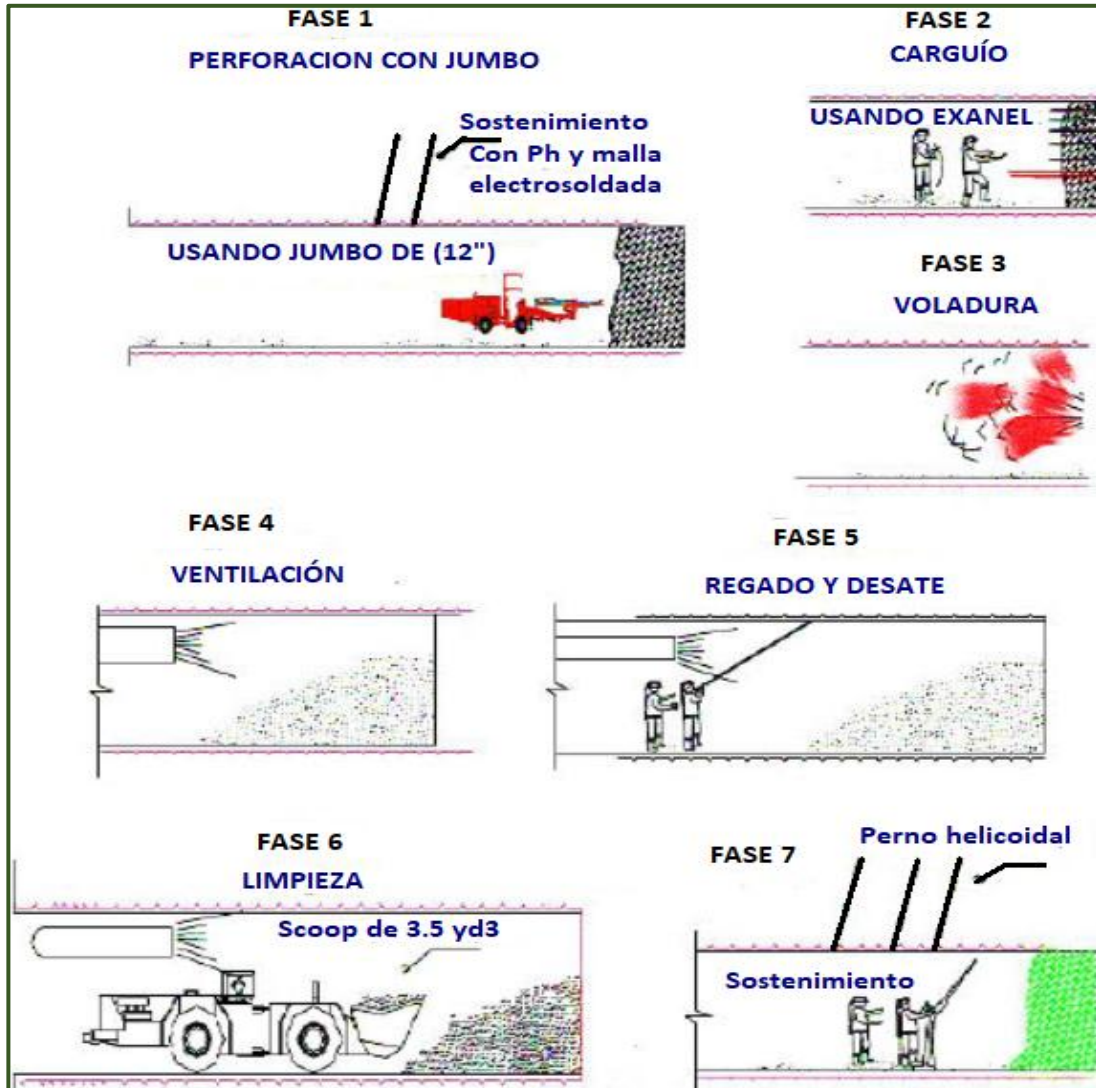 FASE 1
PERFORACION CON JUMBO
Sostenimiento
Con Ph y malla
electrosoldada
USANDO JUMBO DE (12")
FASE 2
CARGUÍO
USANDO EXANEL
FASE 3
VOLADURA
FASE 4
VENTILACIÓN
FASE 5
REGADO Y DESATE
FASE 6
LIMPIEZA
Scoop de 3.5 yd3
FASE 7
Perno helicoidal
Sostenimiento